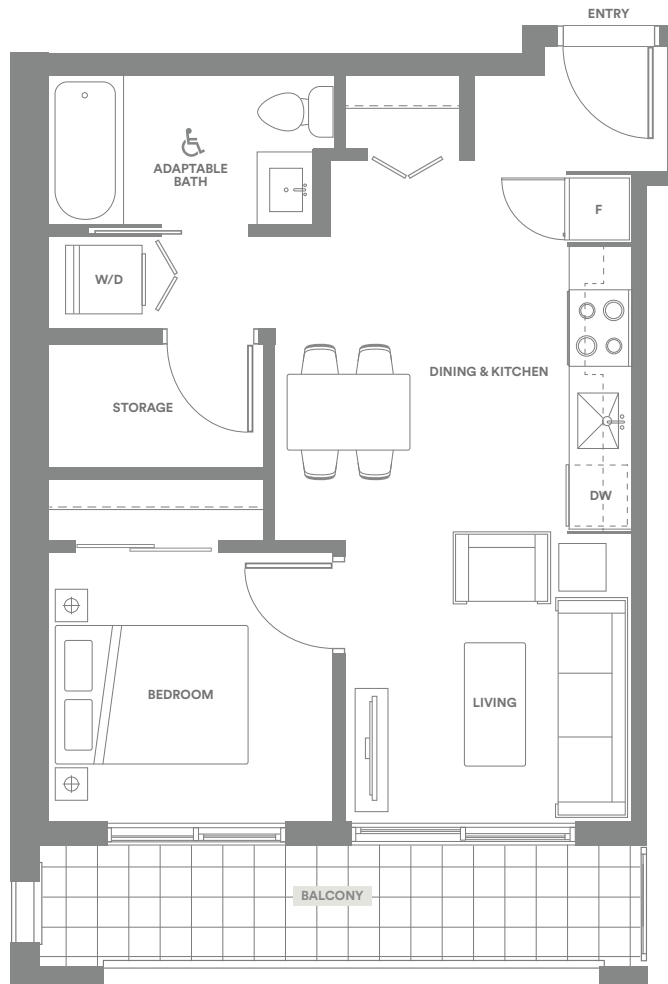 ENTRY
ADAPTABLE
BATH
F
W/D
DINING & KITCHEN
STORAGE
DW
BEDROOM
LIVING
BALCONY